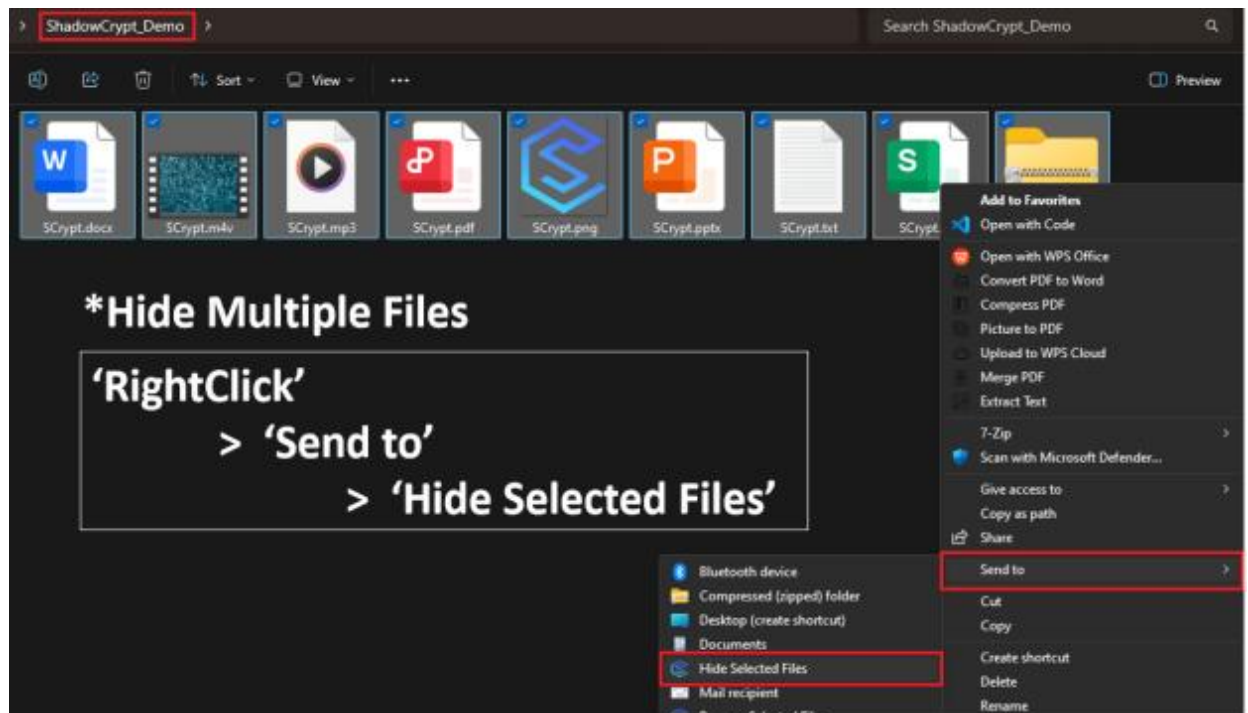 ShadowCrypt_Demo
Search ShadowCrypt_Demo
Sort
View
Preview
SCrypt.docx
SCrypt.m4v
SCrypt.mp3
SCrypt.pdf
SCrypt.png
SCrypt.pptx
SCrypt.txt
SCrypt.
*Hide Multiple Files
‘RightClick’
> ‘Send to’
> ‘Hide Selected Files’
Add to Favorites
Open with Code
Open with WPS Office
Convert PDF to Word
Compress PDF
Picture to PDF
Upload to WPS Cloud
Merge PDF
Extract Text
7-Zip
Scan with Microsoft Defender...
Give access to
Copy as path
Share
Send to
Cut
Copy
Create shortcut
Delete
Rename
Bluetooth device
Compressed (zipped) folder
Desktop (create shortcut)
Documents
Hide Selected Files
Mail recipient